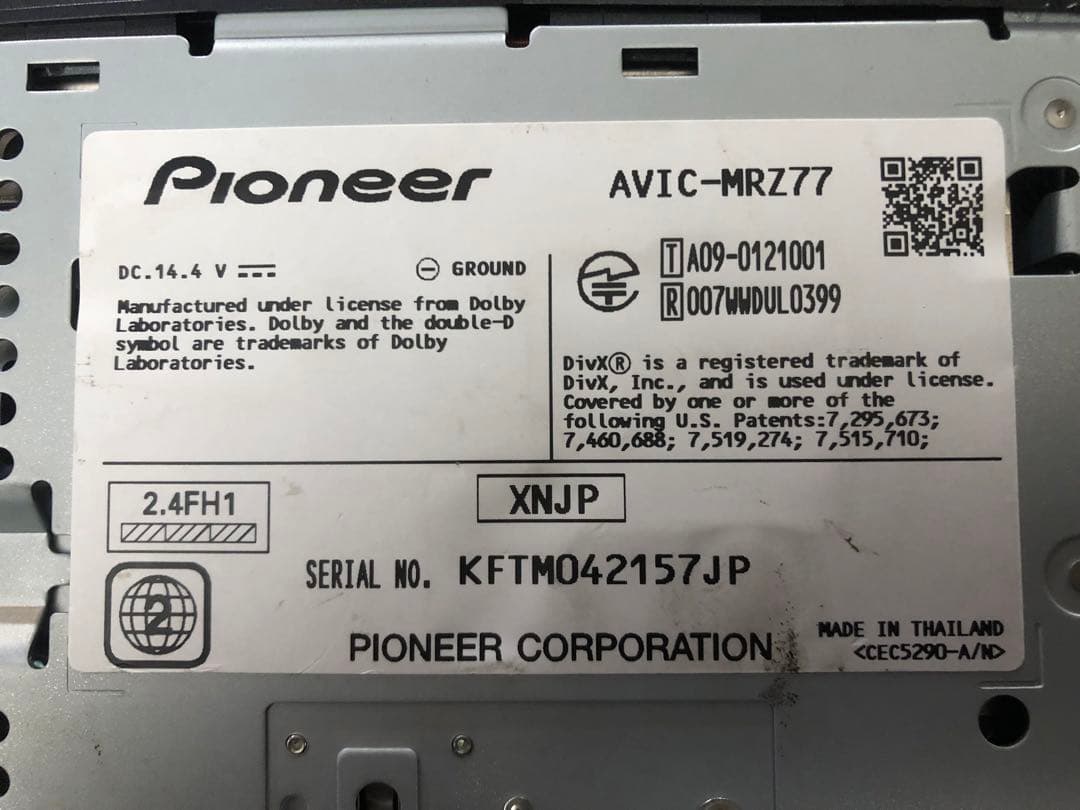 Pioneer
AVIC-MRZ77
DC.14.4 V
⊖ GROUND
Manufactured under license from Dolby
Laboratories. Dolby and the double-D
symbol are trademarks of Dolby
Laboratories.
T A09-0121001
R 007WWDUL0399
DivX® is a registered trademark of
DivX, Inc., and is used under license.
Covered by one or more of the
following U.S. Patents:7,295,673;
7,460,688; 7,519,274; 7,515,710;
2.4FH1
XNJP
2
SERIAL NO. KFTM042157JP
PIONEER CORPORATION
MADE IN THAILAND
<CEC5290-A/N>